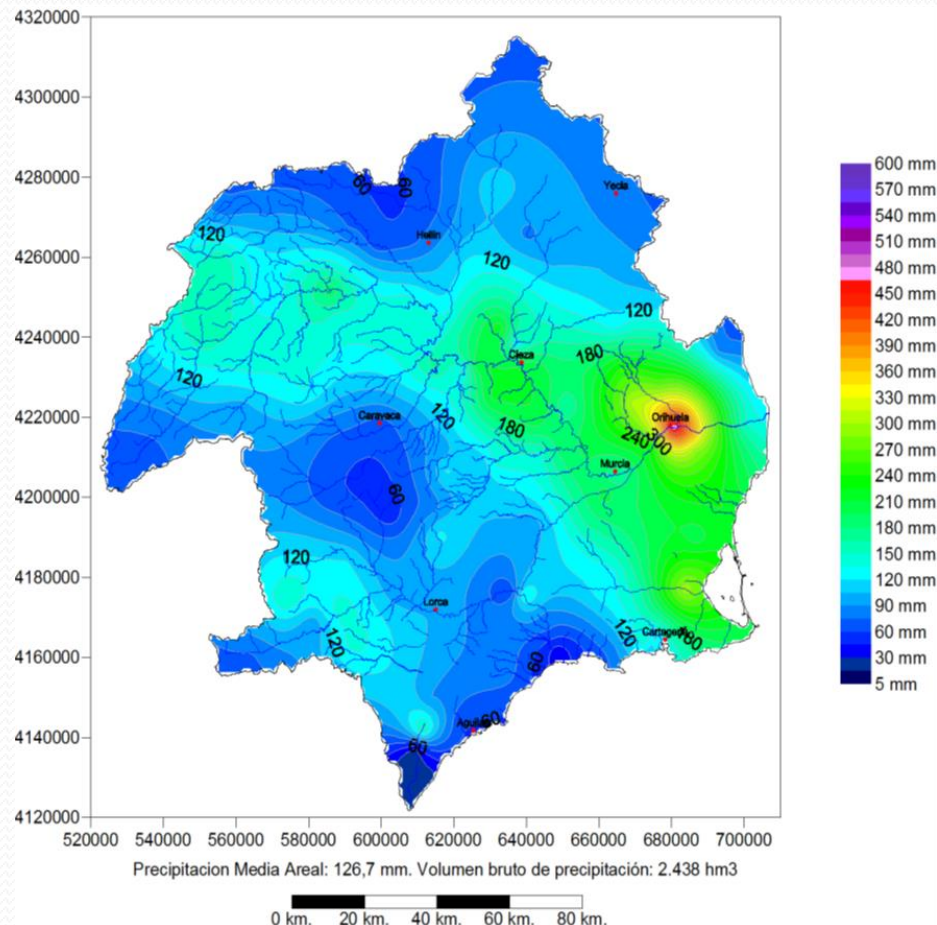 4320000
4300000
4280000
4260000
4240000
4220000
4200000
4180000
4160000
4140000
4120000
520000 540000 560000 580000 600000 620000 640000 660000 680000 700000
60 60
Yecla
Hellin
120
120
120
180
Cieza
120
Caravaca
120
180
Orihuela
240 300
Murcia
60
120
Lorca
120
120
Cartagena
180
60
60
60
600 mm
570 mm
540 mm
510 mm
480 mm
450 mm
420 mm
390 mm
360 mm
330 mm
300 mm
270 mm
240 mm
210 mm
180 mm
150 mm
120 mm
90 mm
60 mm
30 mm
5 mm
Precipitacion Media Areal: 126,7 mm. Volumen bruto de precipitación: 2.438 hm3
0 km. 20 km. 40 km. 60 km. 80 km.